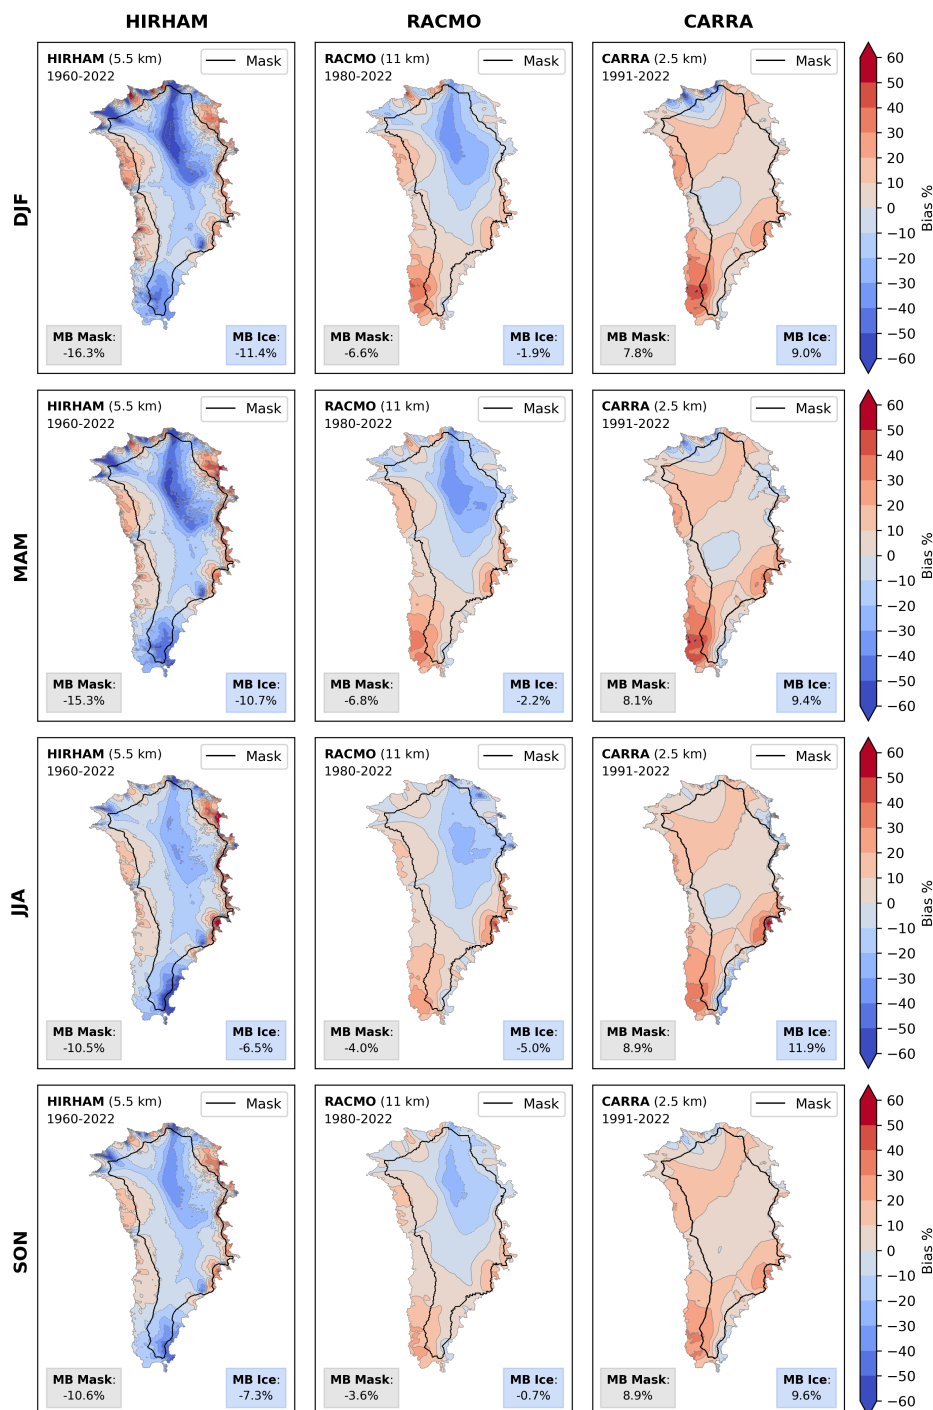 HIRHAM RACMO CARRA
DJF
HIRHAM (5.5 km)
1960-2022
Mask
MB Mask:
-16.3%
MB Ice:
-11.4%
RACMO (11 km)
1980-2022
Mask
MB Mask:
-6.6%
MB Ice:
-1.9%
CARRA (2.5 km)
1991-2022
Mask
MB Mask:
7.8%
MB Ice:
9.0%
60
50
40
30
20
10
0
−10
−20
−30
−40
−50
−60
Bias %
MAM
HIRHAM (5.5 km)
1960-2022
Mask
MB Mask:
-15.3%
MB Ice:
-10.7%
RACMO (11 km)
1980-2022
Mask
MB Mask:
-6.8%
MB Ice:
-2.2%
CARRA (2.5 km)
1991-2022
Mask
MB Mask:
8.1%
MB Ice:
9.4%
60
50
40
30
20
10
0
−10
−20
−30
−40
−50
−60
Bias %
JJA
HIRHAM (5.5 km)
1960-2022
Mask
MB Mask:
-10.5%
MB Ice:
-6.5%
RACMO (11 km)
1980-2022
Mask
MB Mask:
-4.0%
MB Ice:
-5.0%
CARRA (2.5 km)
1991-2022
Mask
MB Mask:
8.9%
MB Ice:
11.9%
60
50
40
30
20
10
0
−10
−20
−30
−40
−50
−60
Bias %
SON
HIRHAM (5.5 km)
1960-2022
Mask
MB Mask:
-10.6%
MB Ice:
-7.3%
RACMO (11 km)
1980-2022
Mask
MB Mask:
-3.6%
MB Ice:
-0.7%
CARRA (2.5 km)
1991-2022
Mask
MB Mask:
8.9%
MB Ice:
9.6%
60
50
40
30
20
10
0
−10
−20
−30
−40
−50
−60
Bias %